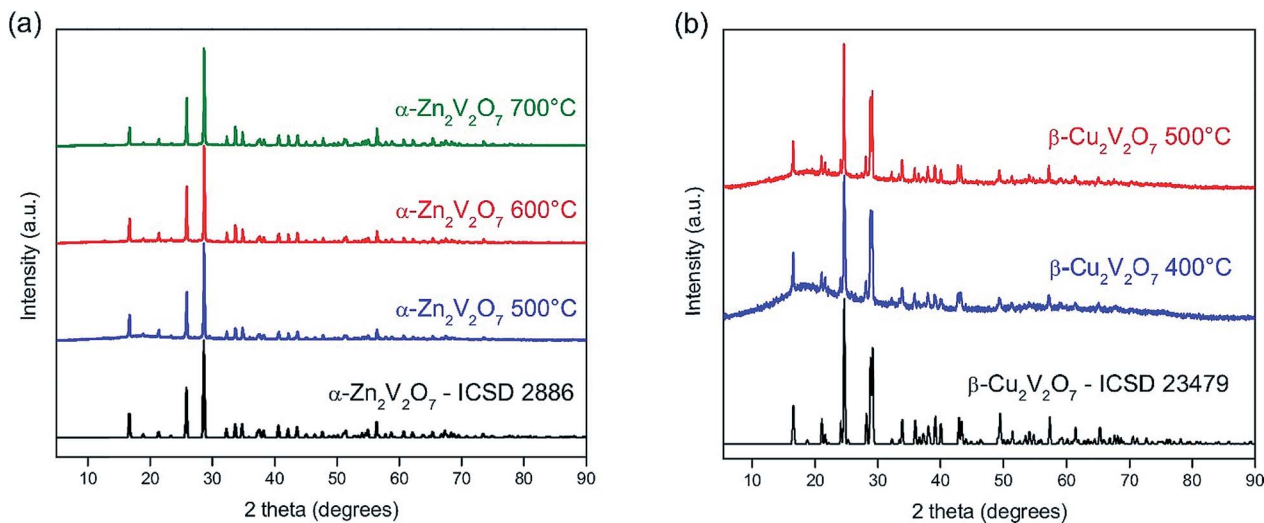 (a)
α-Zn₂V₂O₇ 700°C
α-Zn₂V₂O₇ 600°C
α-Zn₂V₂O₇ 500°C
α-Zn₂V₂O₇ - ICSD 2886
Intensity (a.u.)
10 20 30 40 50 60 70 80 90
2 theta (degrees)
(b)
β-Cu₂V₂O₇ 500°C
β-Cu₂V₂O₇ 400°C
β-Cu₂V₂O₇ - ICSD 23479
Intensity (a.u.)
10 20 30 40 50 60 70 80 90
2 theta (degrees)